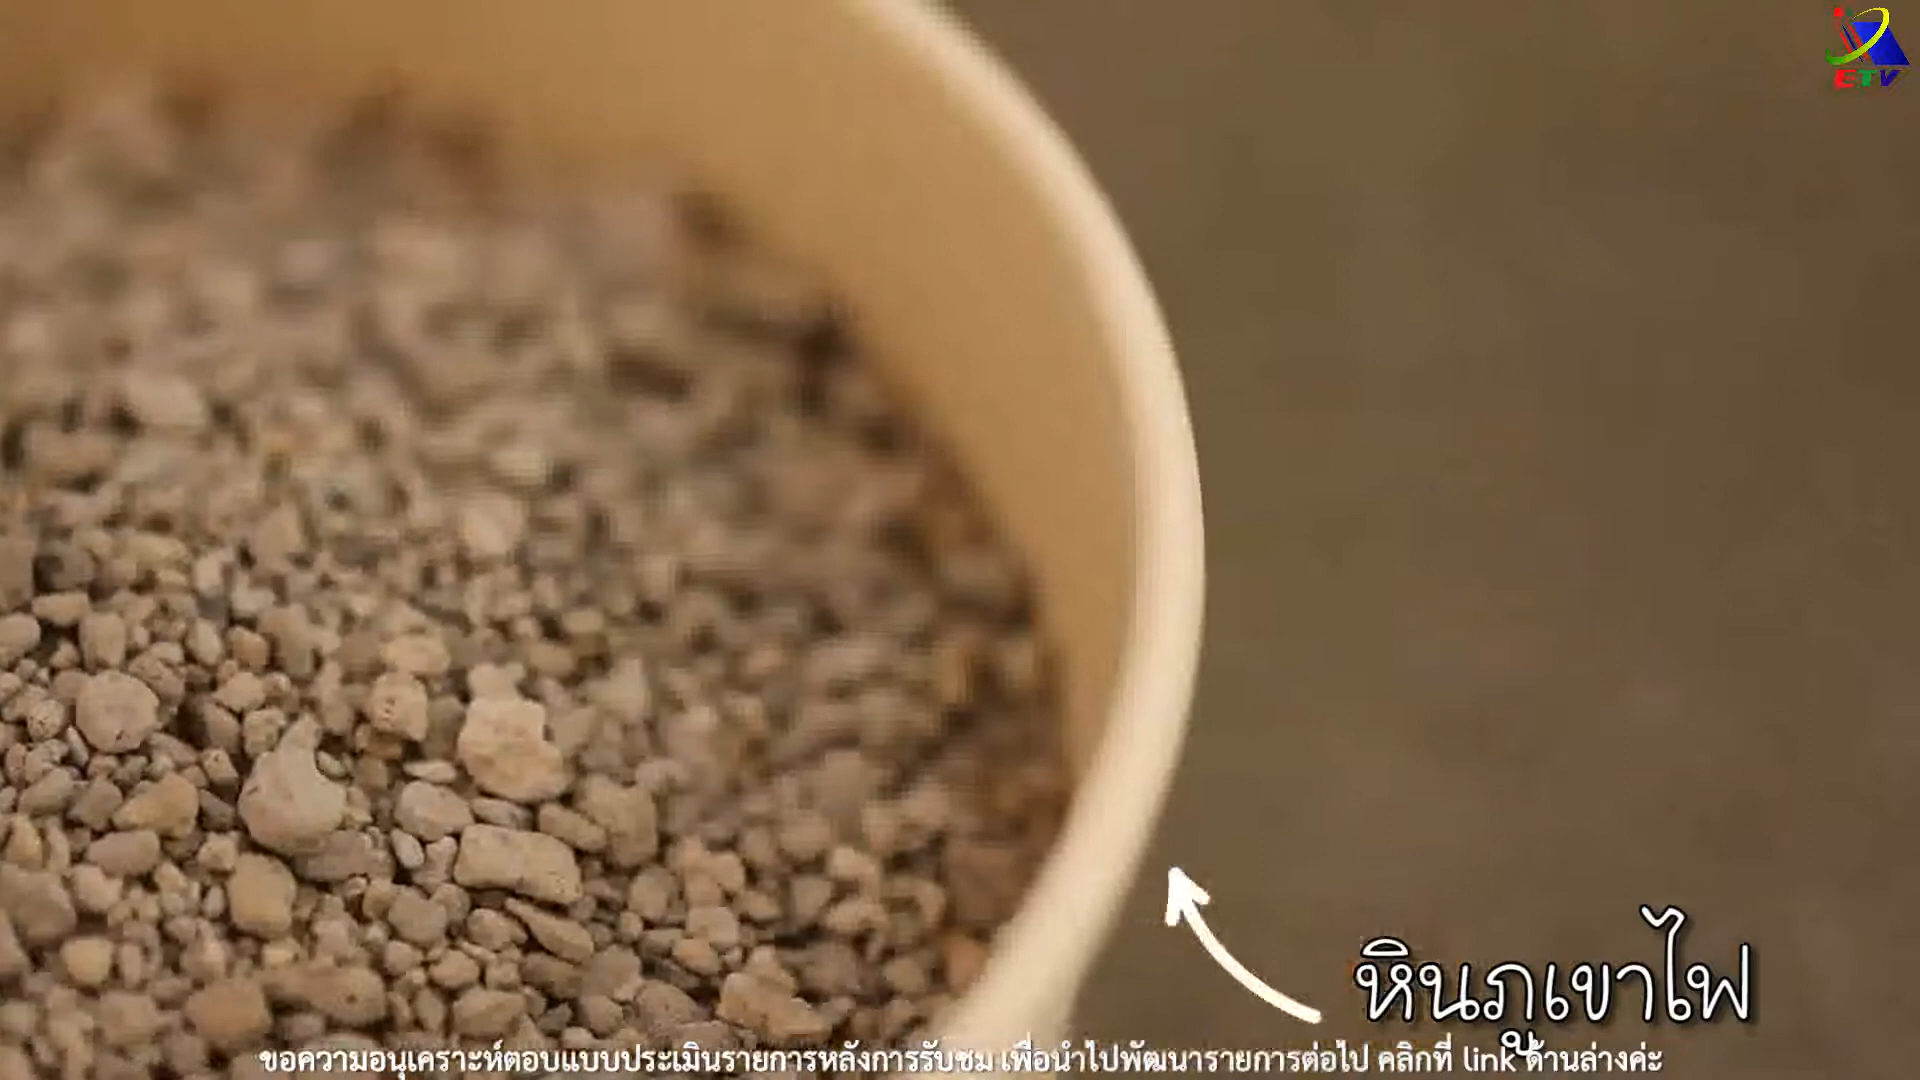 ETV
หินภูเขาไฟ
ขอความอนุเคราะห์ตอบแบบประเมินรายการหลังการรับชม เพื่อนำไปพัฒนารายการต่อไป คลิกที่ link ด้านล่างค่ะ